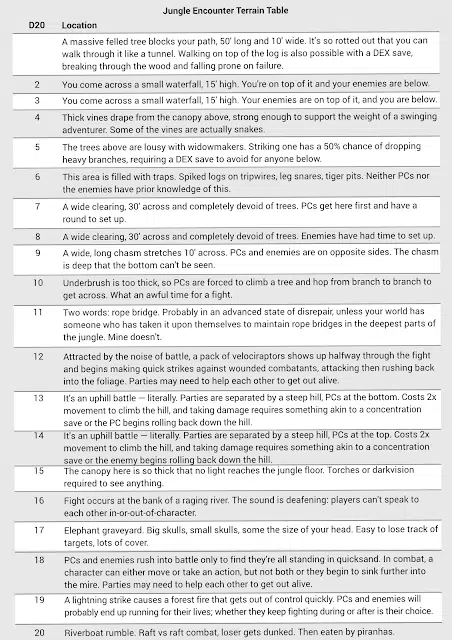 Jungle Encounter Terrain Table
D20 Location
A massive felled tree blocks your path, 50' long and 10' wide. It's so rotted out that you can
walk through it like a tunnel. Walking on top of the log is also possible with a DEX save,
breaking through the wood and falling prone on failure.
2 You come across a small waterfall, 15' high. You're on top of it and your enemies are below.
3 You come across a small waterfall, 15' high. Your enemies are on top of it, and you are below.
4 Thick vines drape from the canopy above, strong enough to support the weight of a swinging
adventurer. Some of the vines are actually snakes.
5 The trees above are lousy with widowmakers. Striking one has a 50% chance of dropping
heavy branches, requiring a DEX save to avoid for anyone below.
6 This area is filled with traps. Spiked logs on tripwires, leg snares, tiger pits. Neither PCs nor
the enemies have prior knowledge of this.
7 A wide clearing, 30' across and completely devoid of trees. PCs get here first and have a
round to set up.
8 A wide clearing, 30' across and completely devoid of trees. Enemies have had time to set up.
9 A wide, long chasm stretches 10' across. PCs and enemies are on opposite sides. The chasm
is deep that the bottom can't be seen.
10 Underbrush is too thick, so PCs are forced to climb a tree and hop from branch to branch to
get across. What an awful time for a fight.
11 Two words: rope bridge. Probably in an advanced state of disrepair, unless your world has
someone who has taken it upon themselves to maintain rope bridges in the deepest parts of
the jungle. Mine doesn't.
12 Attracted by the noise of battle, a pack of velociraptors shows up halfway through the fight
and begins making quick strikes against wounded combatants, attacking then rushing back
into the foliage. Parties may need to help each other to get out alive.
13 It's an uphill battle — literally. Parties are separated by a steep hill, PCs at the bottom. Costs 2x
movement to climb the hill, and taking damage requires something akin to a concentration
save or the PC begins rolling back down the hill.
14 It's an uphill battle — literally. Parties are separated by a steep hill, PCs at the top. Costs 2x
movement to climb the hill, and taking damage requires something akin to a concentration
save or the enemy begins rolling back down the hill.
15 The canopy here is so thick that no light reaches the jungle floor. Torches or darkvision
required to see anything.
16 Fight occurs at the bank of a raging river. The sound is deafening: players can't speak to
each other in-or-out-of-character.
17 Elephant graveyard. Big skulls, small skulls, some the size of your head. Easy to lose track of
targets, lots of cover.
18 PCs and enemies rush into battle only to find they're all standing in quicksand. In combat, a
character can either move or take an action, but not both or they begin to sink further into
the mire. Parties may need to help each other to get out alive.
19 A lightning strike causes a forest fire that gets out of control quickly. PCs and enemies will
probably end up running for their lives; whether they keep fighting during or after is their choice.
20 Riverboat rumble. Raft vs raft combat, loser gets dunked. Then eaten by piranhas.